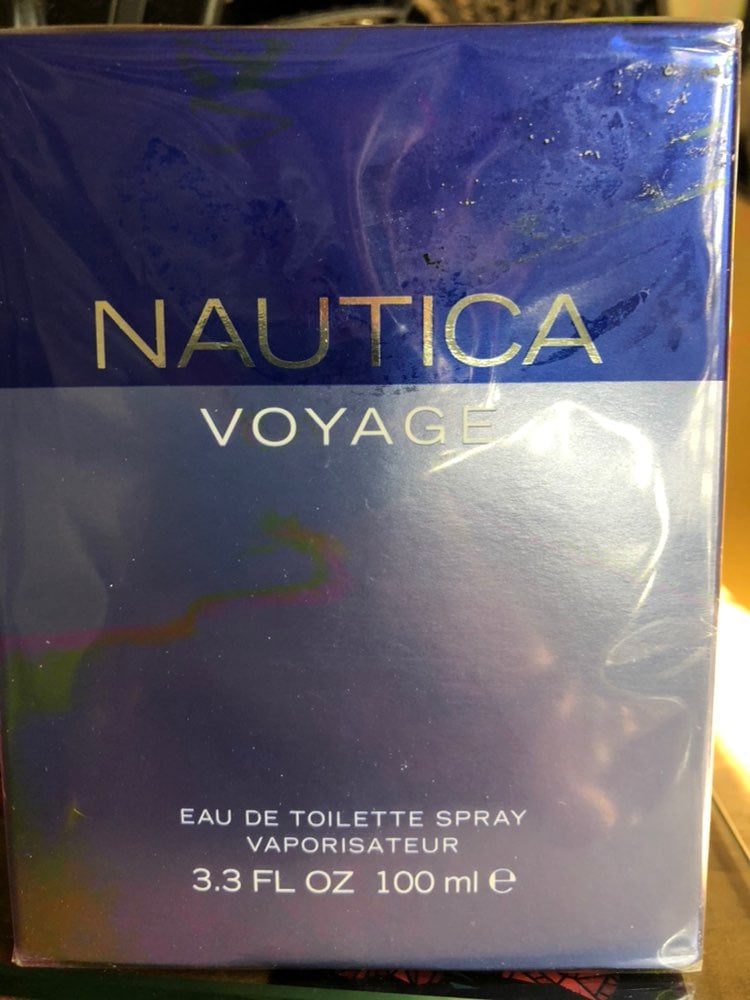 NAUTICA
VOYAGE
EAU DE TOILETTE SPRAY
VAPORISATEUR
3.3 FL OZ 100 ml ℮